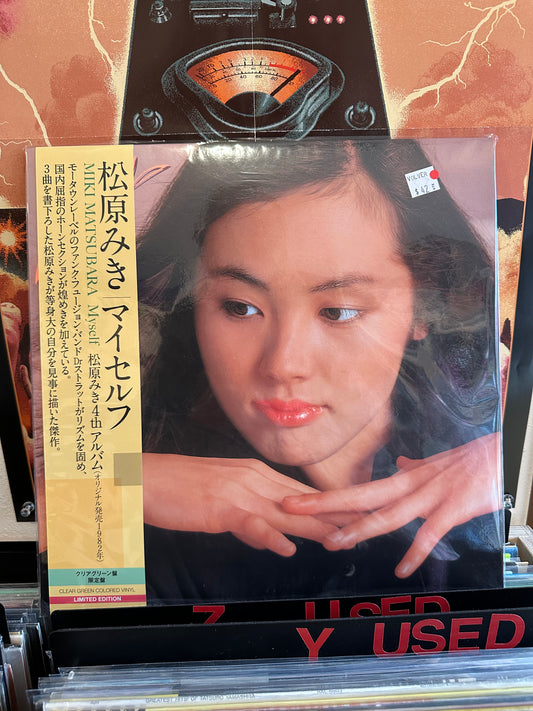 VOLVER
$42
松原みき｜マイセルフ
MIKI MATSUBARA Myself 松原みき4thアルバム（オリジナル発売-1982年）
モータウンレーベルのファンク・フュージョン・バンドDrストラットがリズムを固め、
国内屈指のホーンセクションが煌めきを加えている。
3曲を書下ろした松原みきが等身大の自分を見事に描いた傑作。
クリアグリーン盤
限定盤
CLEAR GREEN COLORED VINYL
LIMITED EDITION
Z USED
Y USED